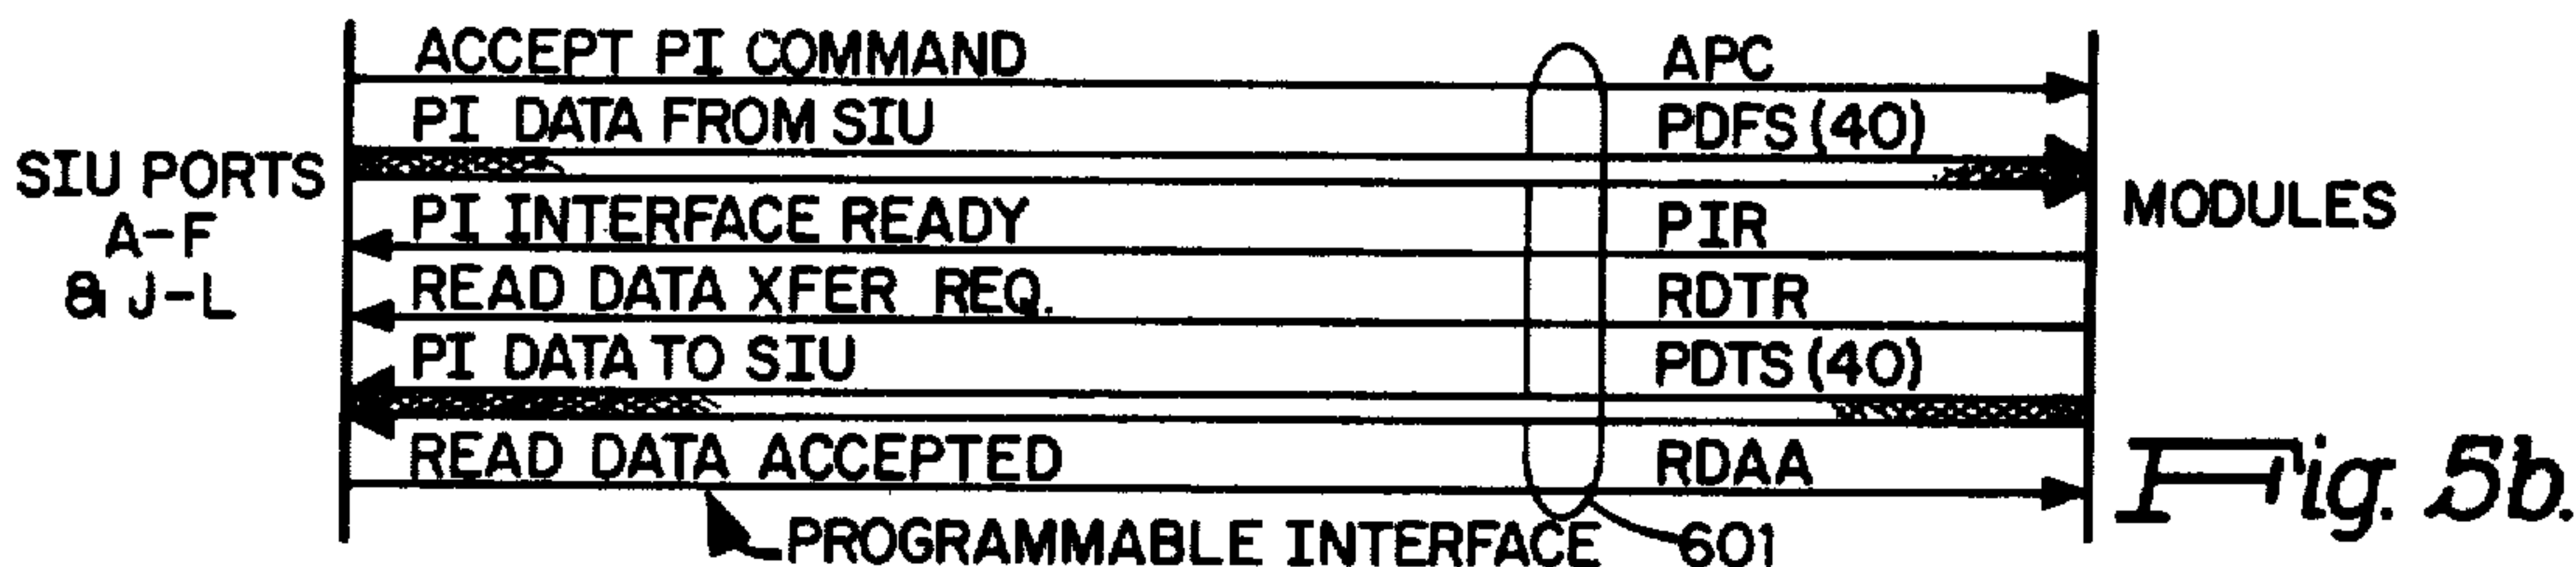 ACCEPT PI COMMAND APC
PI DATA FROM SIU PDFS (40)
SIU PORTS
A-F
& J-L
MODULES
PI INTERFACE READY PIR
READ DATA XFER REQ. RDTR
PI DATA TO SIU PDTS (40)
READ DATA ACCEPTED RDAA
PROGRAMMABLE INTERFACE 601
Fig. 5b.